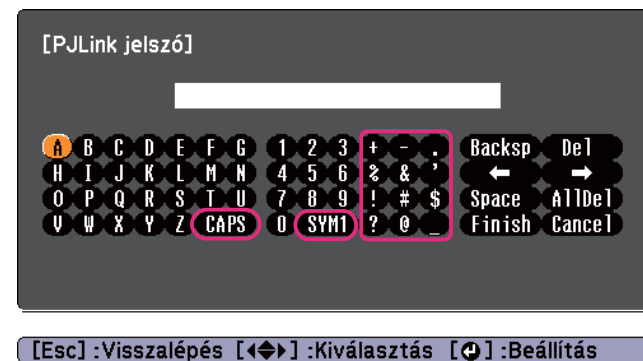 [PJLink jelszó]
A B C D E F G 1 2 3 + - . Backsp Del
H I J K L M N 4 5 6 % & ' ← →
O P Q R S T U 7 8 9 ! # $ Space AllDel
V W X Y Z CAPS 0 SYM1 ? @ _ Finish Cancel
[Esc] :Visszalépés [◀◆▶] :Kiválasztás [↵] :Beállítás